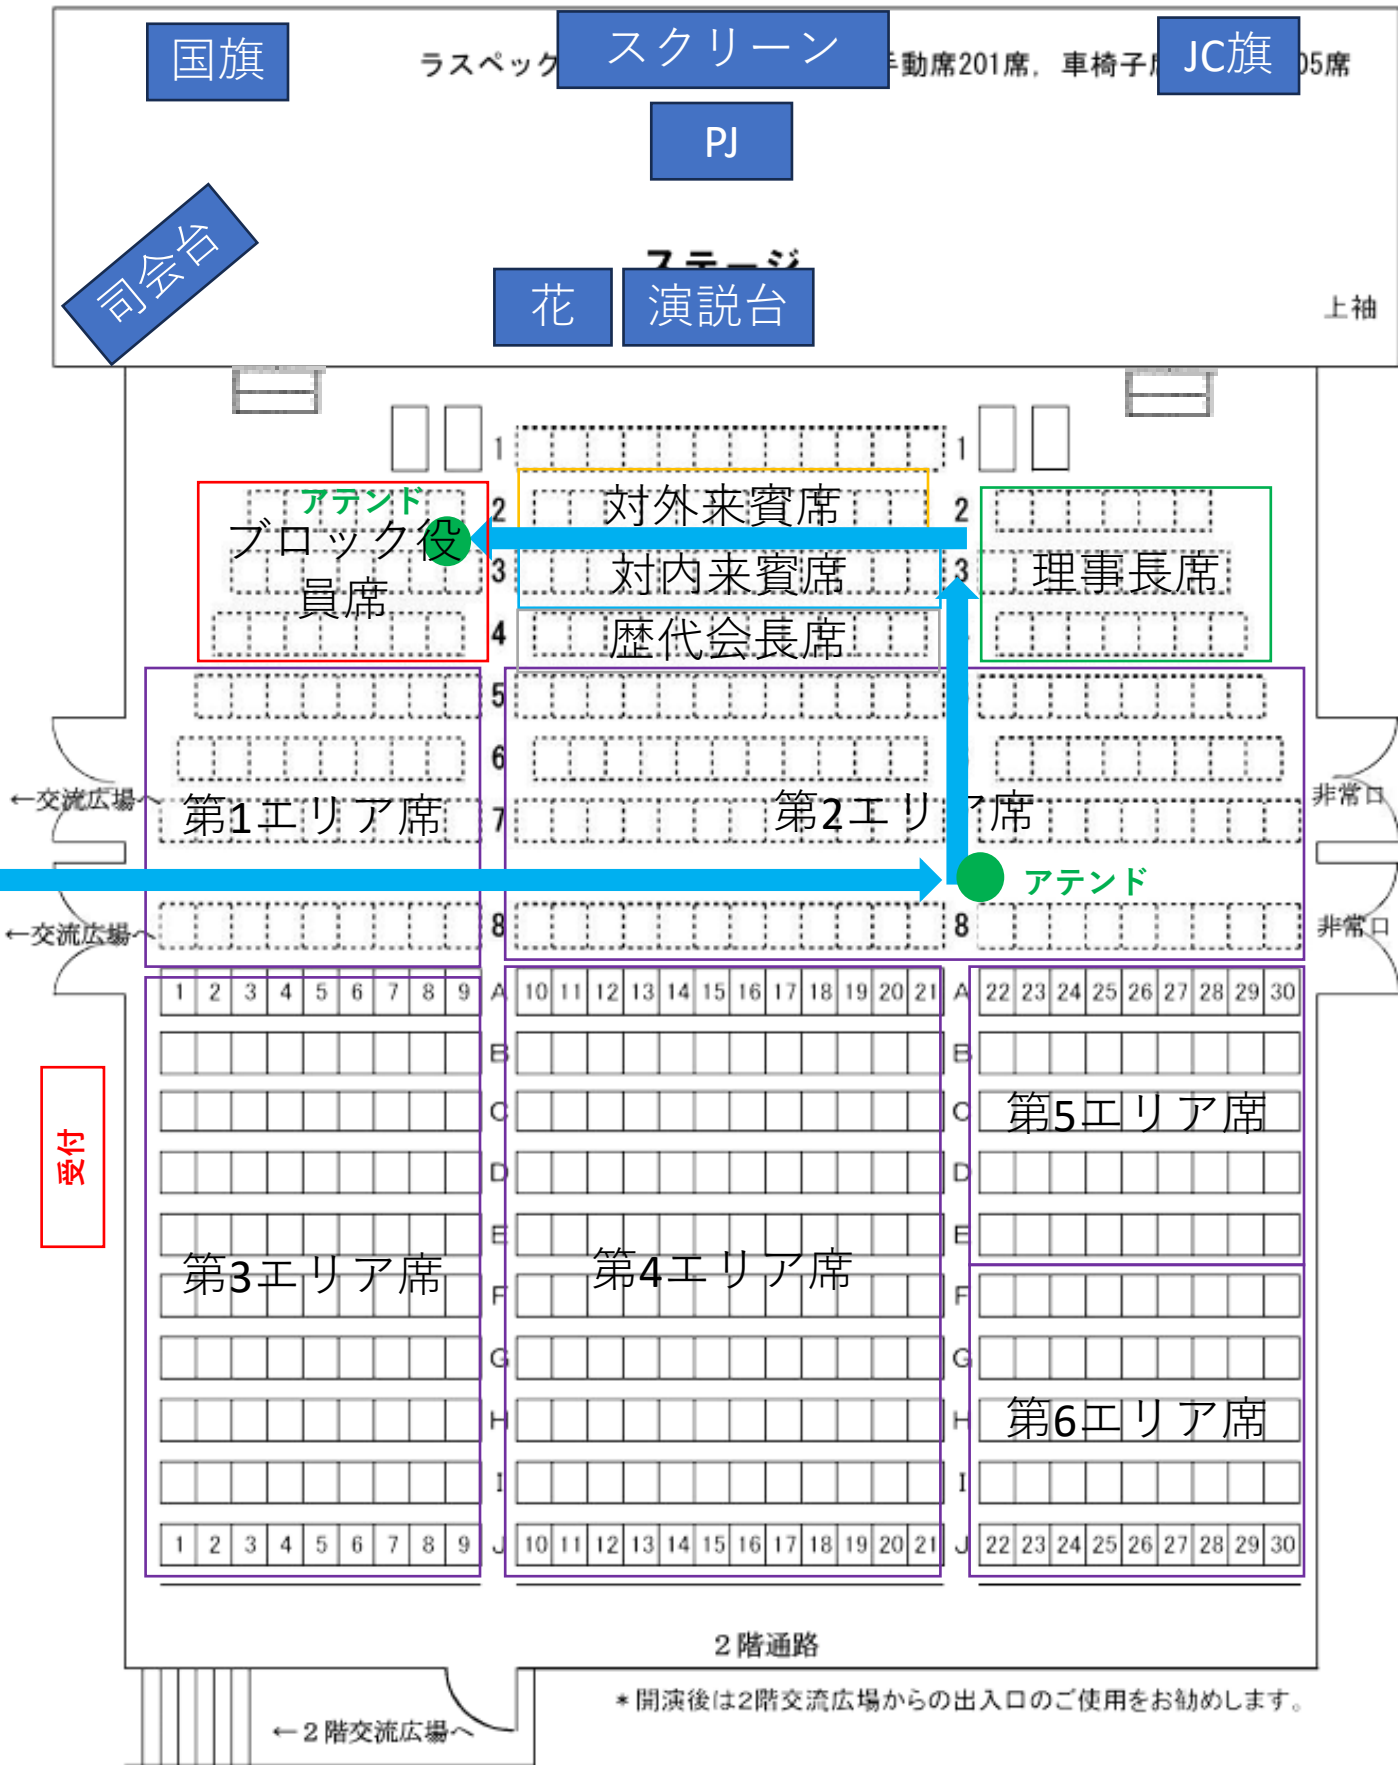 国旗
スクリーン
JC旗
ラスペック
手動席201席, 車椅子
05席
PJ
司会台
ステージ
花
演説台
上袖
1 1
アテンド
2 対外来賓席 2
ブロック役
員席
3 対内来賓席 3
理事長席
4 歴代会長席
5
6
←交流広場へ
第1エリア席
7
第2エリア席
非常口
アテンド
←交流広場へ
8 8
非常口
1 2 3 4 5 6 7 8 9 A 10 11 12 13 14 15 16 17 18 19 20 21 A 22 23 24 25 26 27 28 29 30
B B
C C
第5エリア席
受付
D D
E E
第3エリア席
第4エリア席
F F
G G
H H
第6エリア席
I I
1 2 3 4 5 6 7 8 9 J 10 11 12 13 14 15 16 17 18 19 20 21 J 22 23 24 25 26 27 28 29 30
2階通路
*開演後は2階交流広場からの出入口のご使用をお勧めします。
←2階交流広場へ